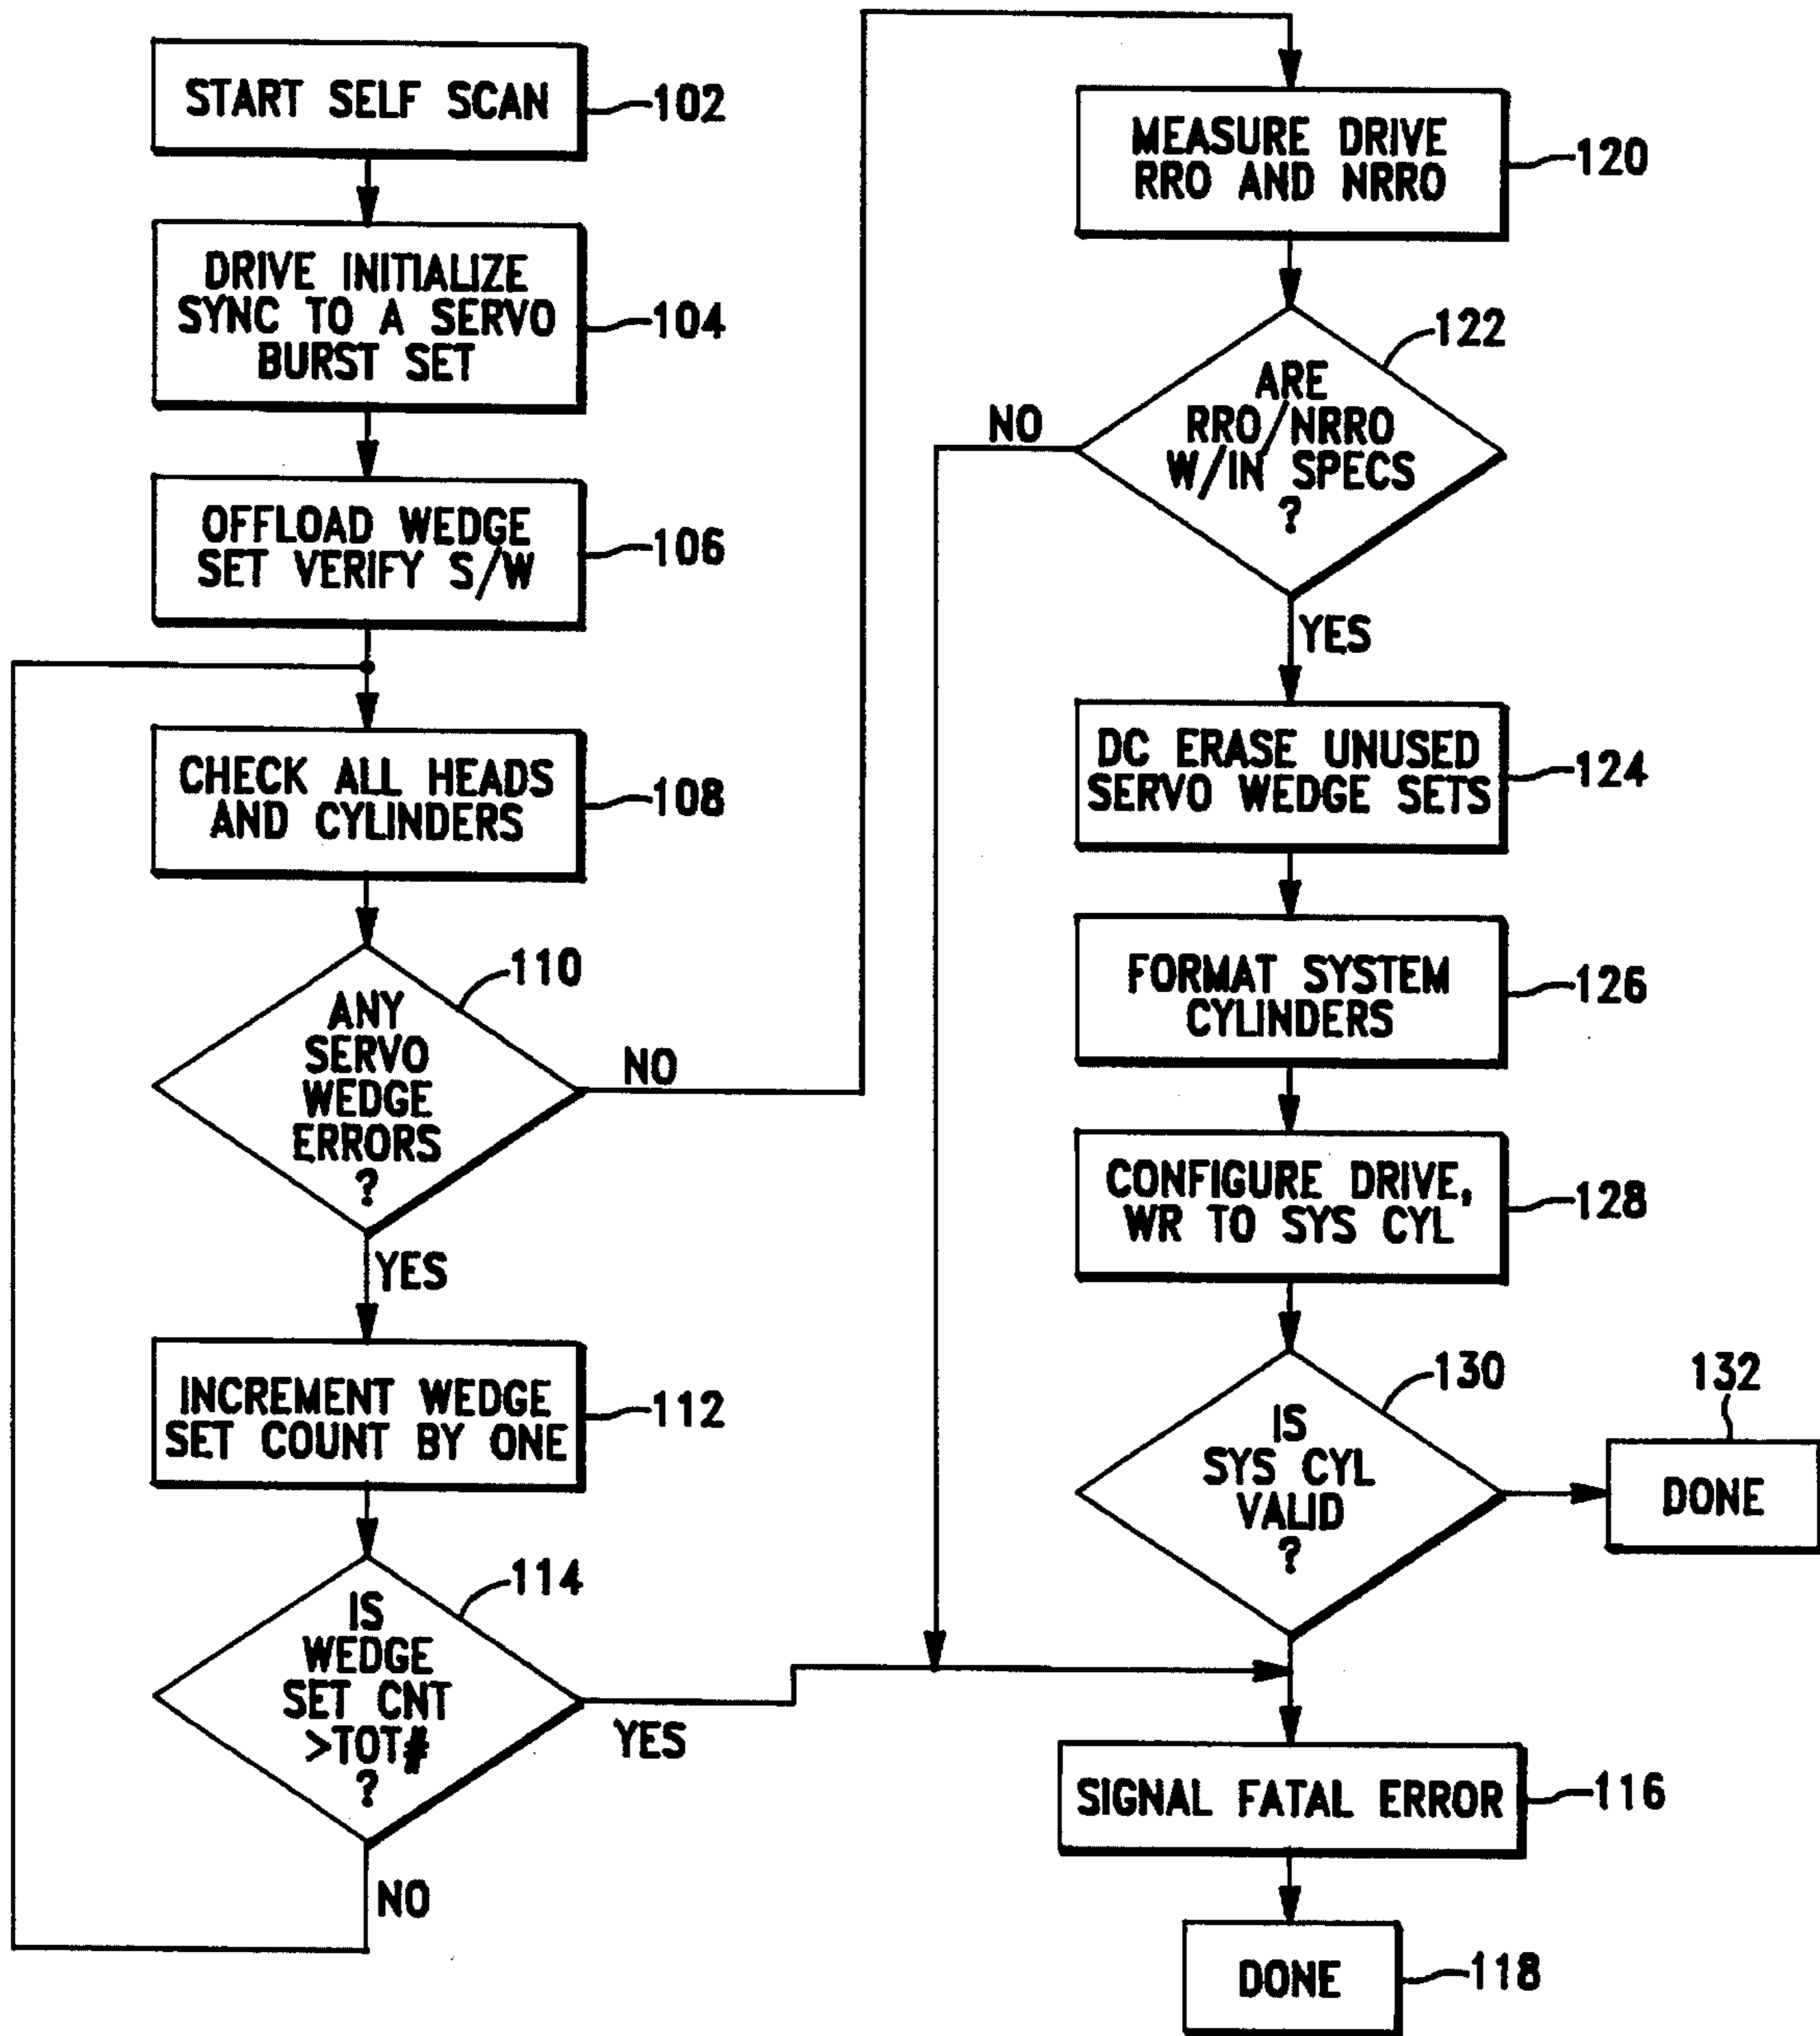 START SELF SCAN
102
DRIVE INITIALIZE
SYNC TO A SERVO
BURST SET
104
OFFLOAD WEDGE
SET VERIFY S/W
106
CHECK ALL HEADS
AND CYLINDERS
108
110
ANY
SERVO
WEDGE
ERRORS
?
NO
YES
INCREMENT WEDGE
SET COUNT BY ONE
112
114
IS
WEDGE
SET CNT
>TOT#
?
YES
NO
MEASURE DRIVE
RRO AND NRRO
120
122
ARE
RRO/NRRO
W/IN SPECS
?
NO
YES
DC ERASE UNUSED
SERVO WEDGE SETS
124
FORMAT SYSTEM
CYLINDERS
126
CONFIGURE DRIVE,
WR TO SYS CYL
128
130
IS
SYS CYL
VALID
?
132
DONE
SIGNAL FATAL ERROR
116
DONE
118